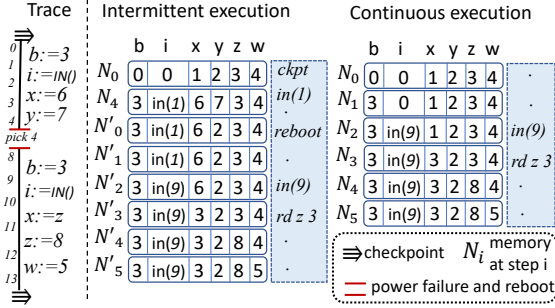 Trace
Intermittent execution
Continuous execution
0
1
2
3
4
pick 4
8
9
10
11
12
13
b:=3
i:=IN()
x:=6
y:=7
b:=3
i:=IN()
x:=z
z:=8
w:=5
b i x y z w
N0 0 0 1 2 3 4 ckpt
N4 3 in(1) 6 7 3 4 in(1)
.
N'0 3 in(1) 6 2 3 4 reboot
N'1 3 in(1) 6 2 3 4 .
N'2 3 in(9) 6 2 3 4 in(9)
N'3 3 in(9) 3 2 3 4 rd z 3
N'4 3 in(9) 3 2 8 4 .
N'5 3 in(9) 3 2 8 5 .
b i x y z w
N0 0 0 1 2 3 4 .
N1 3 0 1 2 3 4 .
N2 3 in(9) 1 2 3 4 in(9)
N3 3 in(9) 3 2 3 4 rd z 3
N4 3 in(9) 3 2 8 4 .
N5 3 in(9) 3 2 8 5 .
checkpoint
Ni memory
at step i
power failure and reboot